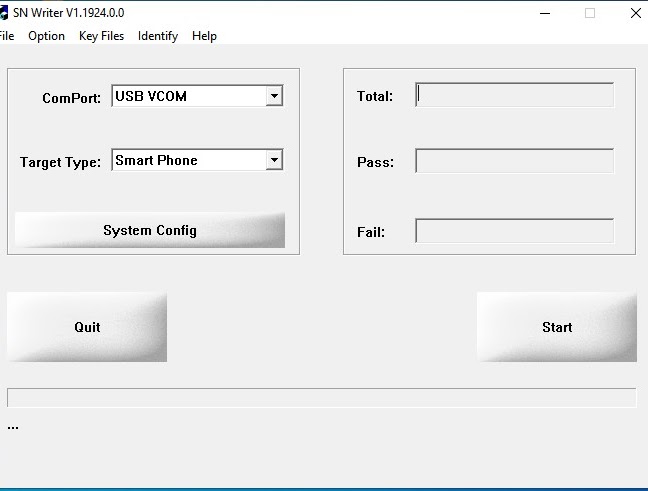 SN Writer V1.1924.0.0
File Option Key Files Identify Help
ComPort: USB VCOM
Target Type: Smart Phone
System Config
Total:
Pass:
Fail:
Quit
Start
...